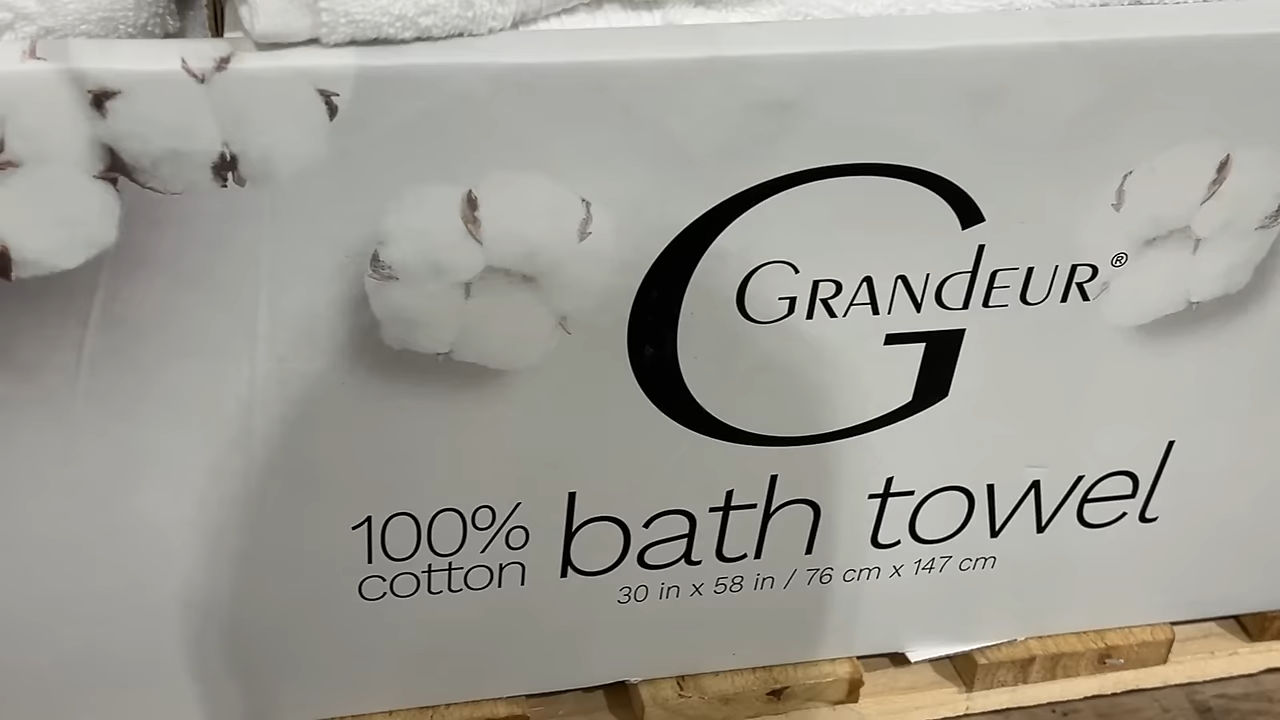 G
GRANdEUR®
100% cotton
bath towel
30 in x 58 in / 76 cm x 147 cm